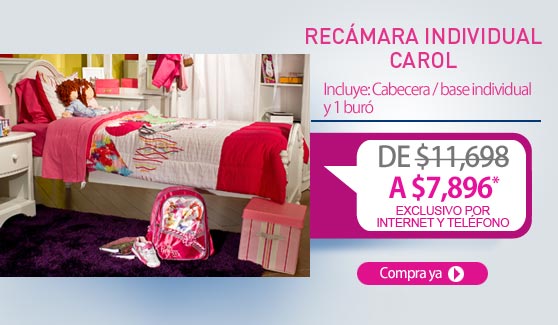 RECÁMARA INDIVIDUAL
CAROL
Incluye: Cabecera / base individual
y 1 buró
DE $11,698
A $7,896*
EXCLUSIVO POR
INTERNET Y TELÉFONO
Compra ya